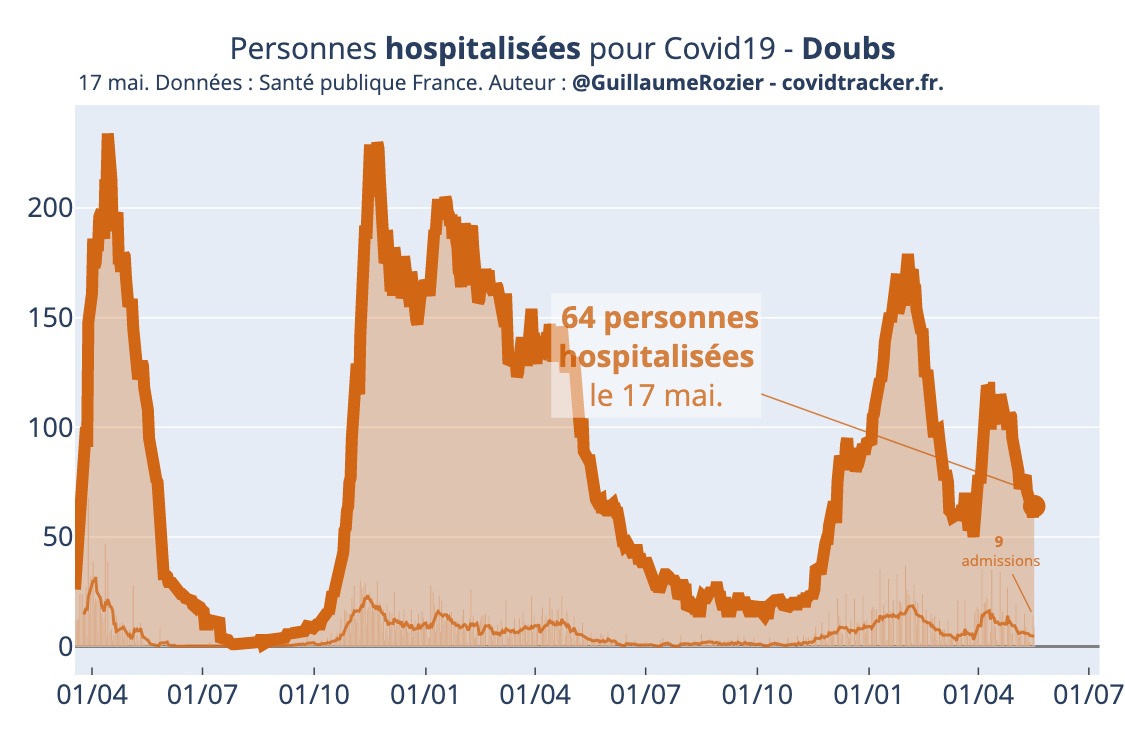 Personnes hospitalisées pour Covid19 - Doubs
17 mai. Données : Santé publique France. Auteur : @GuillaumeRozier - covidtracker.fr.
200
150
100
50
0
64 personnes
hospitalisées
le 17 mai.
9
admissions
01/04 01/07 01/10 01/01 01/04 01/07 01/10 01/01 01/04 01/07